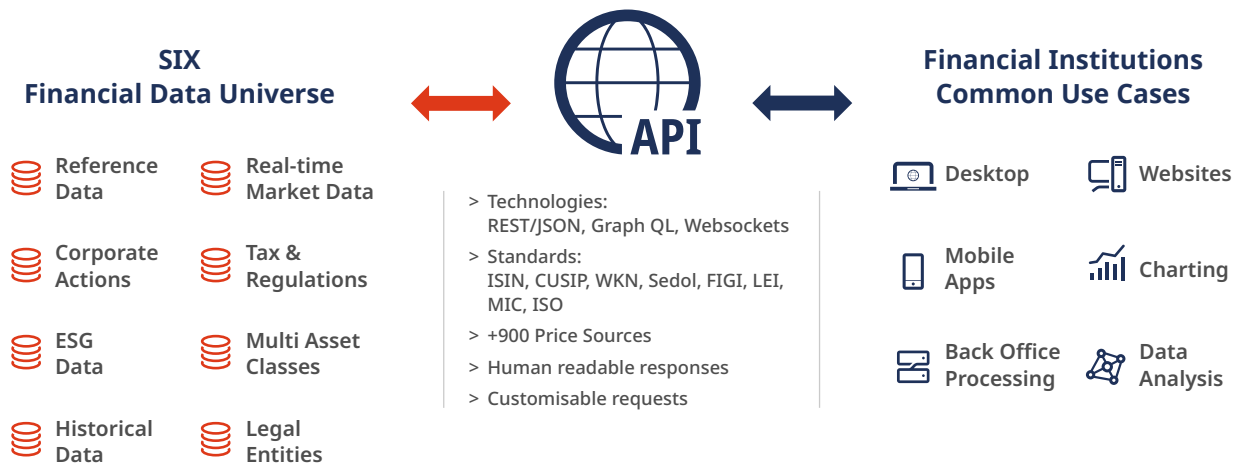 SIX
Financial Data Universe
Reference
Data
Real-time
Market Data
Corporate
Actions
Tax &
Regulations
ESG
Data
Multi Asset
Classes
Historical
Data
Legal
Entities
API
> Technologies:
REST/JSON, Graph QL, Websockets
> Standards:
ISIN, CUSIP, WKN, Sedol, FIGI, LEI,
MIC, ISO
> +900 Price Sources
> Human readable responses
> Customisable requests
Financial Institutions
Common Use Cases
Desktop
Websites
Mobile
Apps
Charting
Back Office
Processing
Data
Analysis